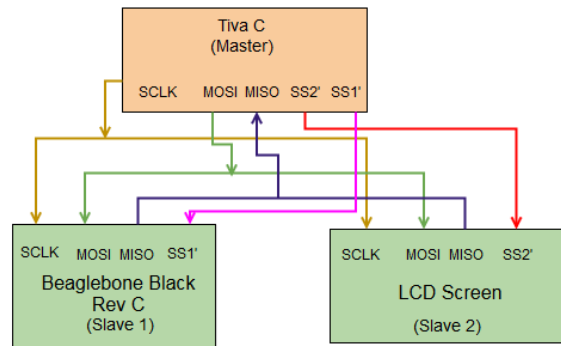 Tiva C
(Master)
SCLK MOSI MISO SS2' SS1'
SCLK MOSI MISO SS1'
Beaglebone Black
Rev C
(Slave 1)
SCLK MOSI MISO SS2'
LCD Screen
(Slave 2)